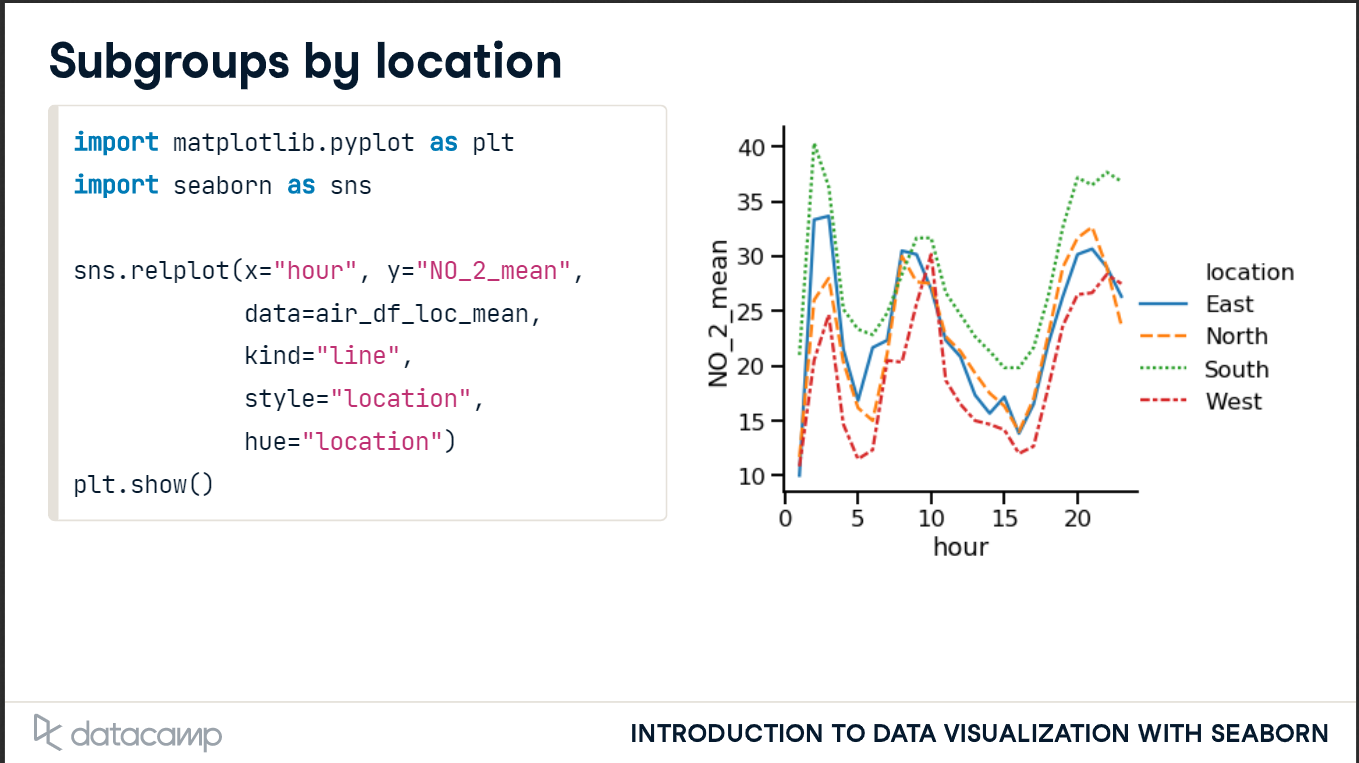 Subgroups by location
import matplotlib.pyplot as plt
import seaborn as sns
sns.relplot(x="hour", y="NO_2_mean",
            data=air_df_loc_mean,
            kind="line",
            style="location",
            hue="location")
plt.show()
NO_2_mean
40
35
30
25
20
15
10
0 5 10 15 20
hour
location
East
North
South
West
datacamp
INTRODUCTION TO DATA VISUALIZATION WITH SEABORN